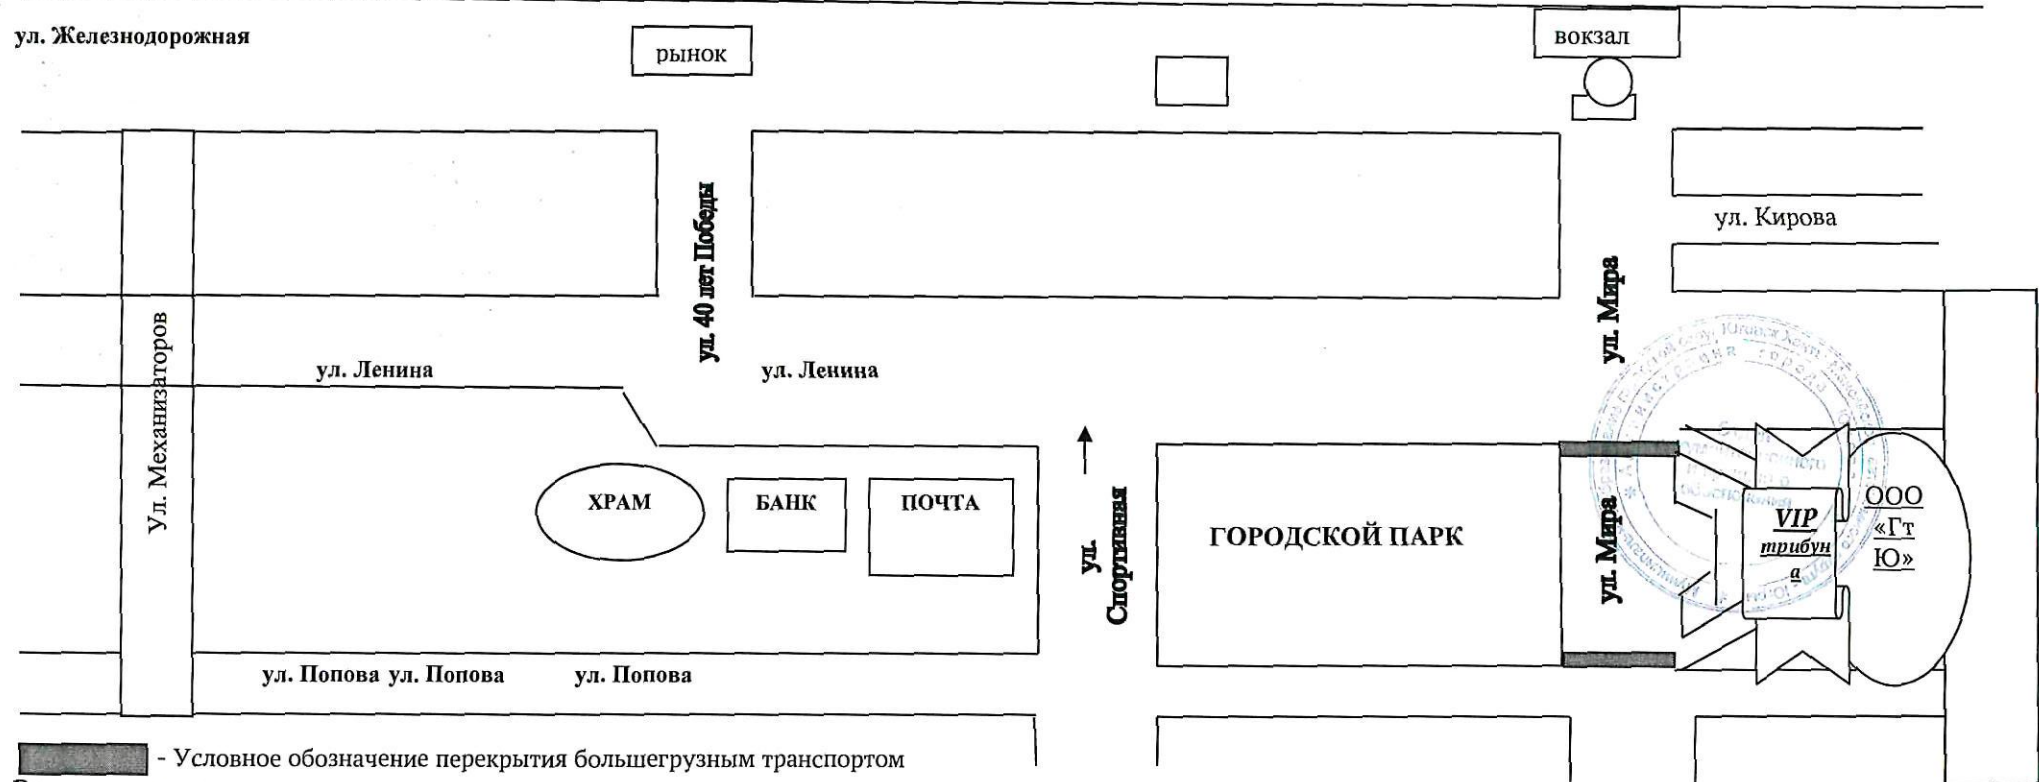 ул. Железнодорожная
рынок
вокзал
ул. Кирова
ул. 40 лет Победы
ул. Мира
Ул. Механизаторов
ул. Ленина
ул. Ленина
ХРАМ
БАНК
ПОЧТА
ул.
Спортивная
ГОРОДСКОЙ ПАРК
ул. Мира
VIP
трибун
а
ООО
«Гт
Ю»
ул. Попова ул. Попова
ул. Попова
- Условное обозначение перекрытия большегрузным транспортом